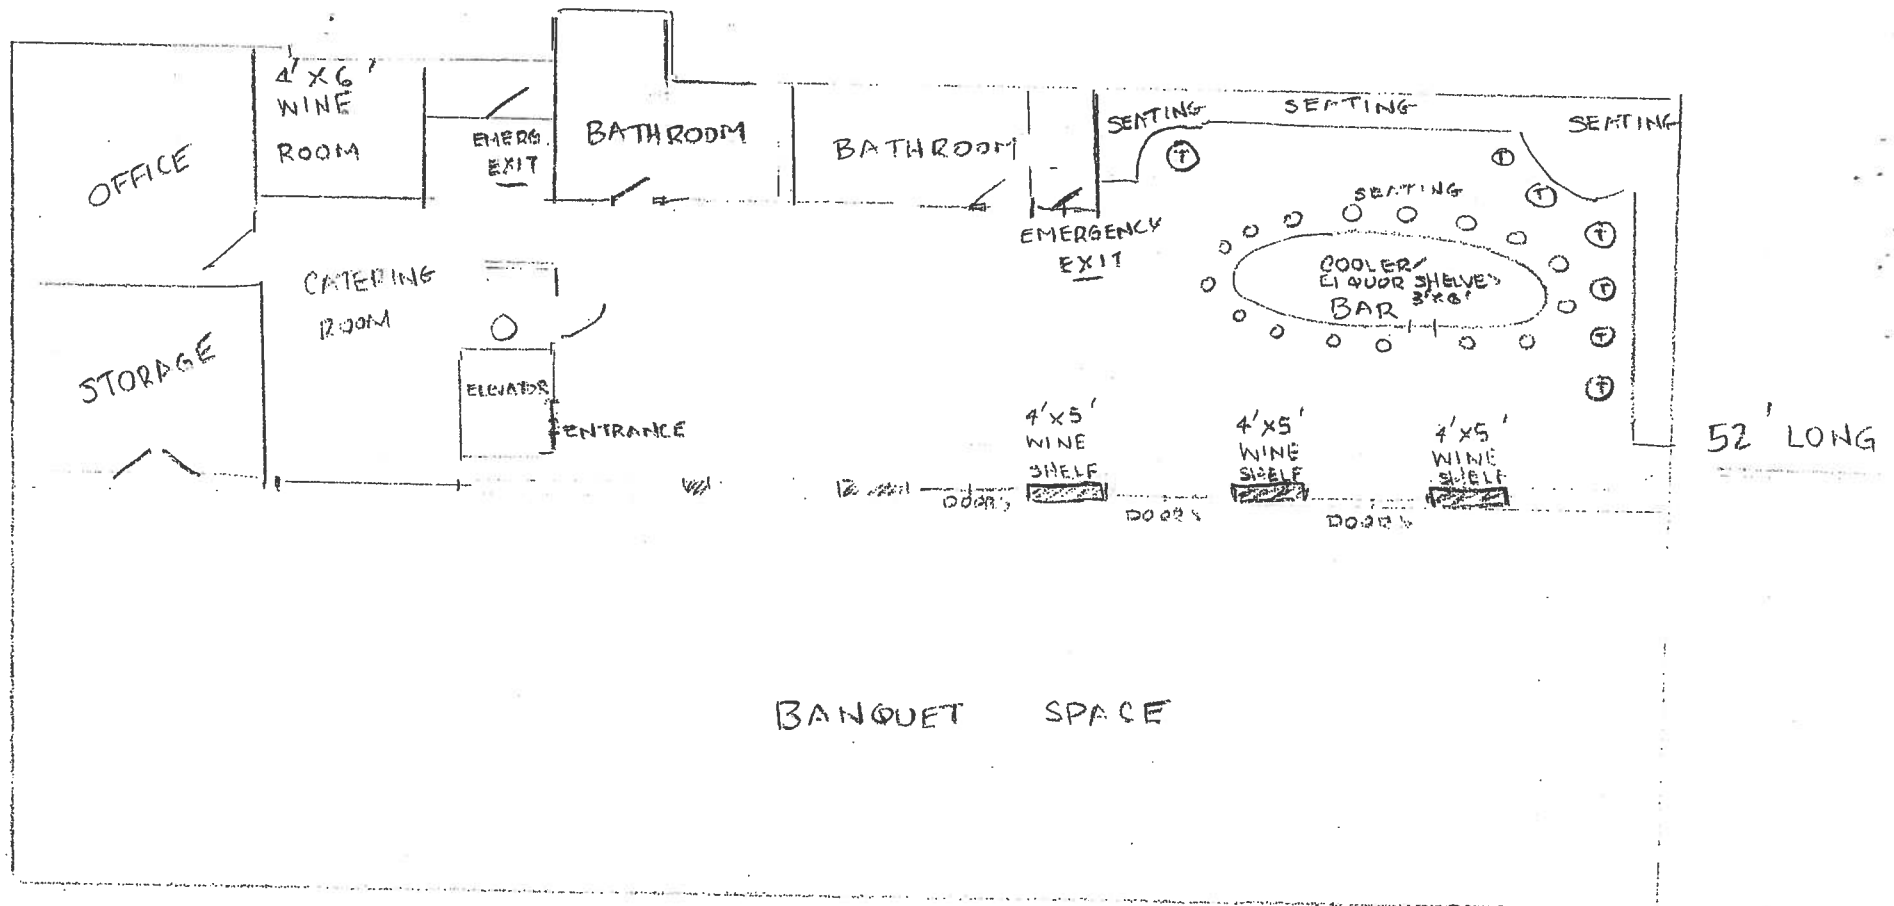 4' X 6'
WINE
ROOM
OFFICE
EMERG.
EXIT
BATHROOM
BATHROOM
SEATING
SEATING
SEATING
T
T
T
SEATING
EMERGENCY
EXIT
T
COOLER/
LIQUOR SHELVES
3'X8'
BAR
T
T
T
CATERING
ROOM
STORAGE
ELEVATOR
ENTRANCE
4'X5'
WINE
SHELF
4'X5'
WINE
SHELF
4'X5'
WINE
SHELF
52' LONG
DOORS
DOORS
DOORS
BANQUET SPACE